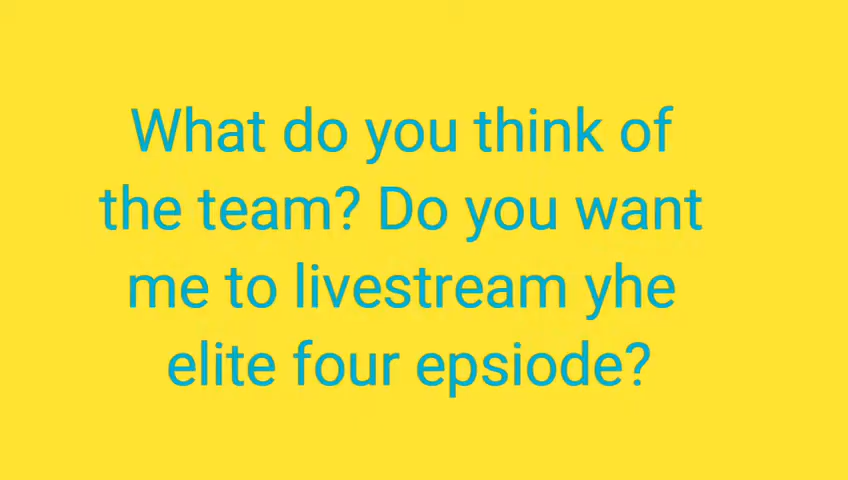 What do you think of
the team? Do you want
me to livestream yhe
elite four epsiode?